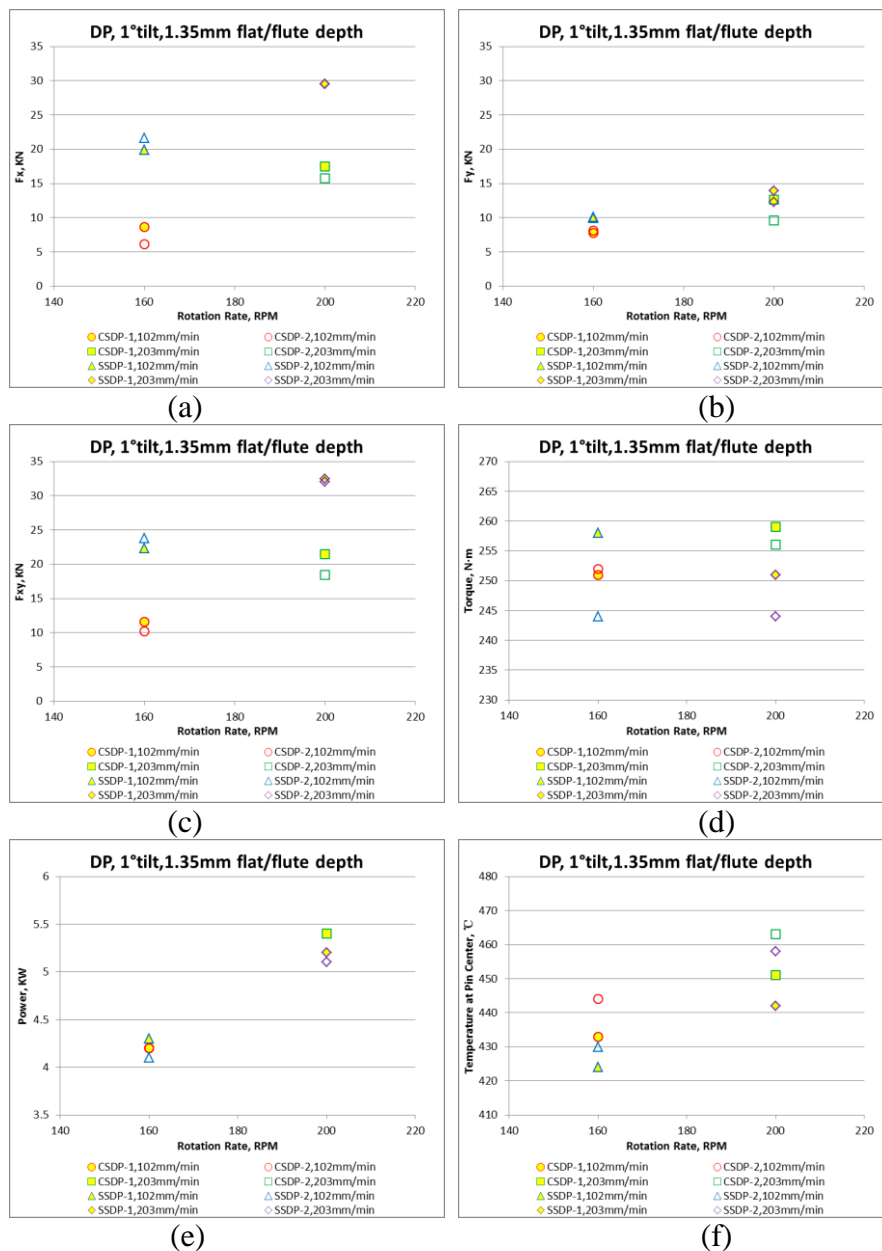 DP, 1°tilt,1.35mm flat/flute depth
35
30
25
20
15
10
5
0
Fx, KN
140 160 180 200 220
Rotation Rate, RPM
CSDP-1,102mm/min CSDP-2,102mm/min
CSDP-1,203mm/min CSDP-2,203mm/min
SSDP-1,102mm/min SSDP-2,102mm/min
SSDP-1,203mm/min SSDP-2,203mm/min
(a)
DP, 1°tilt,1.35mm flat/flute depth
35
30
25
20
15
10
5
0
Fy, KN
140 160 180 200 220
Rotation Rate, RPM
CSDP-1,102mm/min CSDP-2,102mm/min
CSDP-1,203mm/min CSDP-2,203mm/min
SSDP-1,102mm/min SSDP-2,102mm/min
SSDP-1,203mm/min SSDP-2,203mm/min
(b)
DP, 1°tilt,1.35mm flat/flute depth
35
30
25
20
15
10
5
0
Fxy, KN
140 160 180 200 220
Rotation Rate, RPM
CSDP-1,102mm/min CSDP-2,102mm/min
CSDP-1,203mm/min CSDP-2,203mm/min
SSDP-1,102mm/min SSDP-2,102mm/min
SSDP-1,203mm/min SSDP-2,203mm/min
(c)
DP, 1°tilt,1.35mm flat/flute depth
270
265
260
255
250
245
240
235
230
Torque, N·m
140 160 180 200 220
Rotation Rate, RPM
CSDP-1,102mm/min CSDP-2,102mm/min
CSDP-1,203mm/min CSDP-2,203mm/min
SSDP-1,102mm/min SSDP-2,102mm/min
SSDP-1,203mm/min SSDP-2,203mm/min
(d)
DP, 1°tilt,1.35mm flat/flute depth
6
5.5
5
4.5
4
3.5
Power, KW
140 160 180 200 220
Rotation Rate, RPM
CSDP-1,102mm/min CSDP-2,102mm/min
CSDP-1,203mm/min CSDP-2,203mm/min
SSDP-1,102mm/min SSDP-2,102mm/min
SSDP-1,203mm/min SSDP-2,203mm/min
(e)
DP, 1°tilt,1.35mm flat/flute depth
480
470
460
450
440
430
420
410
Temperature at Pin Center, ℃
140 160 180 200 220
Rotation Rate, RPM
CSDP-1,102mm/min CSDP-2,102mm/min
CSDP-1,203mm/min CSDP-2,203mm/min
SSDP-1,102mm/min SSDP-2,102mm/min
SSDP-1,203mm/min SSDP-2,203mm/min
(f)